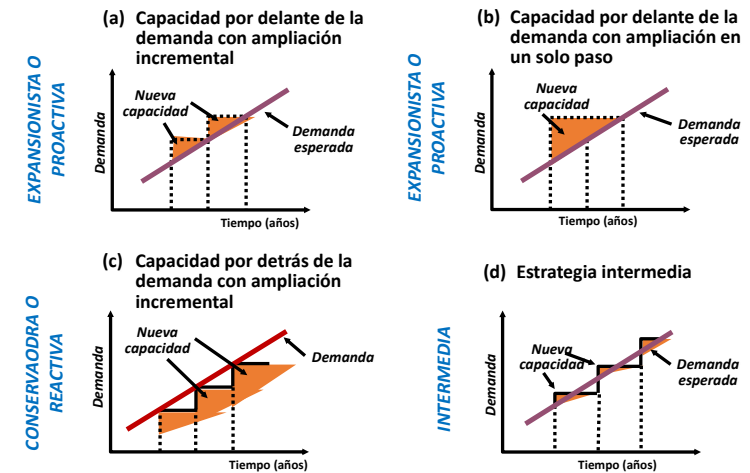 (a) Capacidad por delante de la
demanda con ampliación
incremental
EXPANSIONISTA O
PROACTIVA
Demanda
Nueva
capacidad
Demanda
esperada
Tiempo (años)
(b) Capacidad por delante de la
demanda con ampliación en
un solo paso
EXPANSIONISTA O
PROACTIVA
Demanda
Nueva
capacidad
Demanda
esperada
Tiempo (años)
(c) Capacidad por detrás de la
demanda con ampliación
incremental
CONSERVAODRA O
REACTIVA
Demanda
Nueva
capacidad
Demanda
Tiempo (años)
(d) Estrategia intermedia
INTERMEDIA
Demanda
Nueva
capacidad
Demanda
esperada
Tiempo (años)